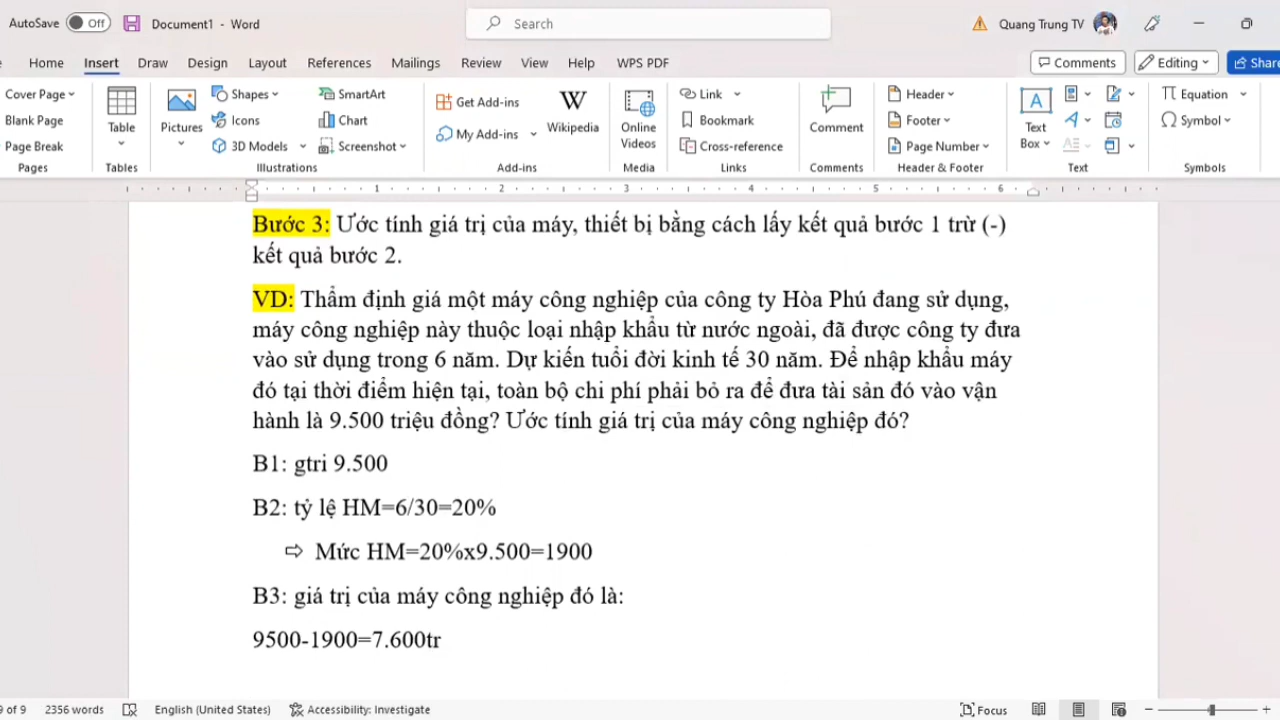 AutoSave Off Document1 - Word Search Quang Trung TV
Home Insert Draw Design Layout References Mailings Review View Help WPS PDF Comments Editing Share
Cover Page
Blank Page
Page Break
Pages
Table
Tables
Pictures
Shapes
Icons
3D Models
SmartArt
Chart
Screenshot
Illustrations
Get Add-ins
My Add-ins
Wikipedia
Add-ins
Online
Videos
Media
Link
Bookmark
Cross-reference
Links
Comment
Comments
Header
Footer
Page Number
Header & Footer
Text
Box
Text
Equation
Symbol
Symbols
1 2 3 4 5 6
Bước 3: Ước tính giá trị của máy, thiết bị bằng cách lấy kết quả bước 1 trừ (-)
kết quả bước 2.
VD: Thẩm định giá một máy công nghiệp của công ty Hòa Phú đang sử dụng,
máy công nghiệp này thuộc loại nhập khẩu từ nước ngoài, đã được công ty đưa
vào sử dụng trong 6 năm. Dự kiến tuổi đời kinh tế 30 năm. Để nhập khẩu máy
đó tại thời điểm hiện tại, toàn bộ chi phí phải bỏ ra để đưa tài sản đó vào vận
hành là 9.500 triệu đồng? Ước tính giá trị của máy công nghiệp đó?
B1: gtri 9.500
B2: tỷ lệ HM=6/30=20%
⇨ Mức HM=20%x9.500=1900
B3: giá trị của máy công nghiệp đó là:
9500-1900=7.600tr
9 of 9 2356 words English (United States) Accessibility: Investigate Focus